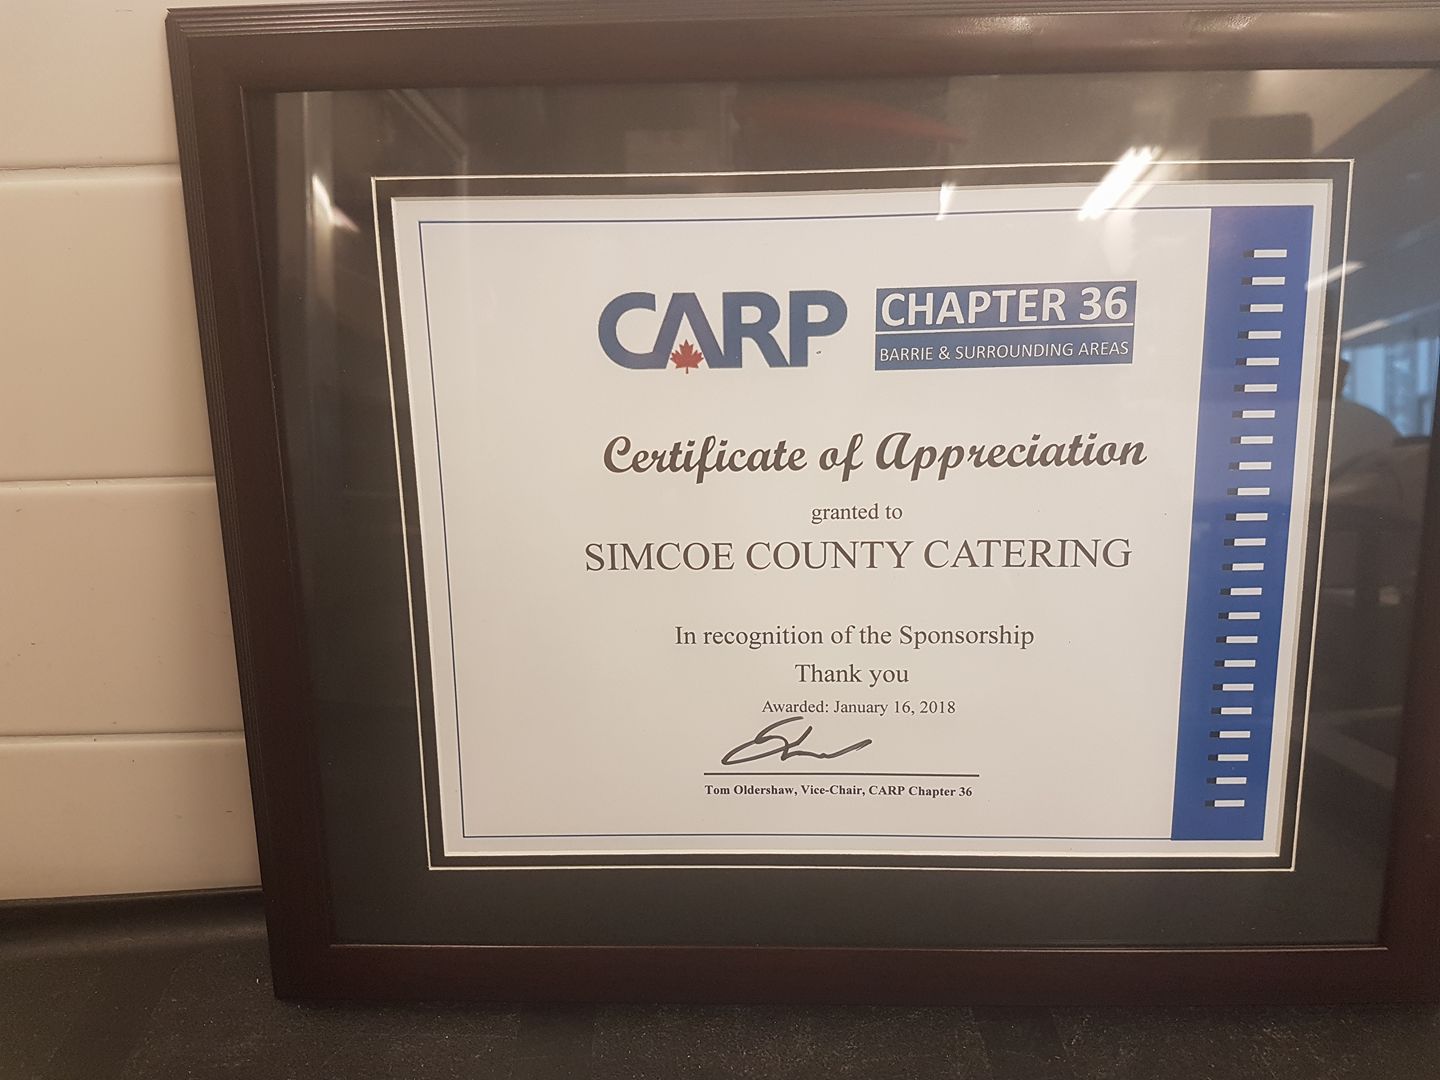 CARP
CHAPTER 36
BARRIE & SURROUNDING AREAS
Certificate of Appreciation
granted to
SIMCOE COUNTY CATERING
In recognition of the Sponsorship
Thank you
Awarded: January 16, 2018
Tom Oldershaw, Vice-Chair, CARP Chapter 36